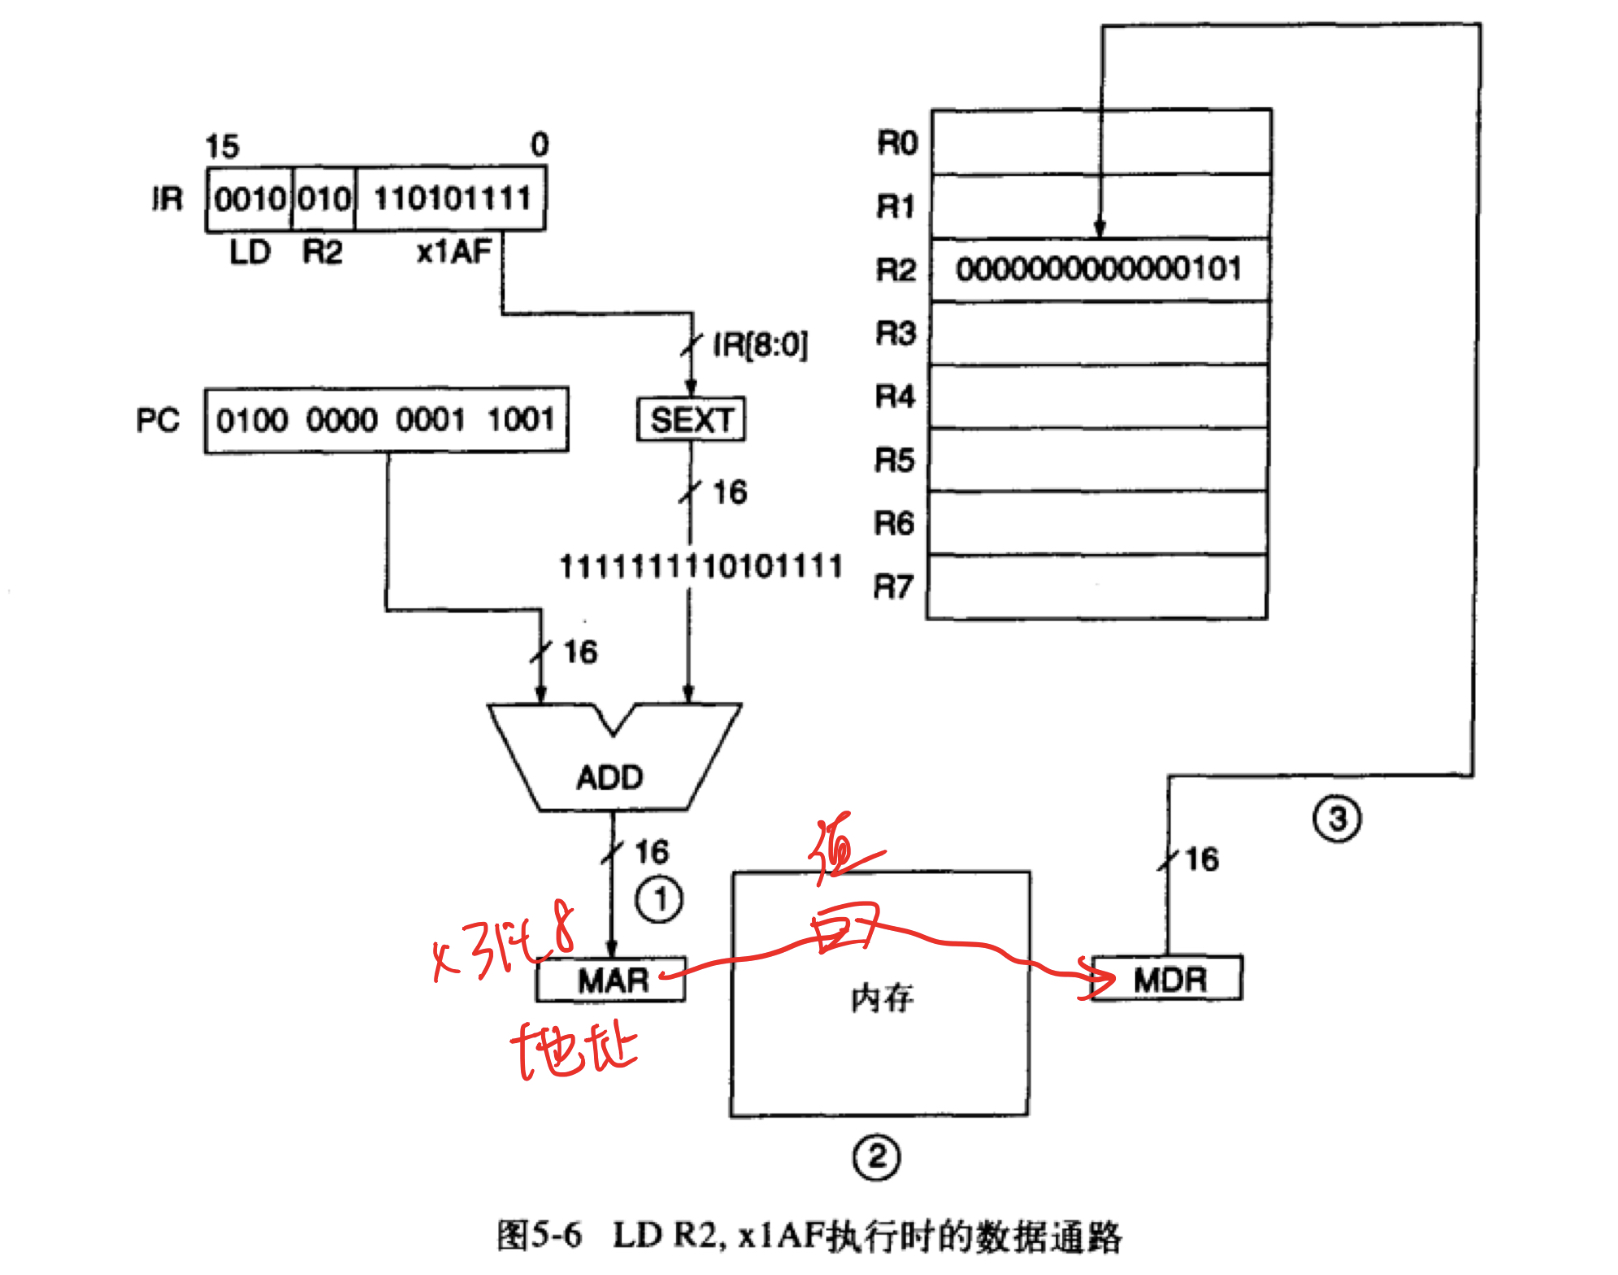 15 0
IR 0010 010 110101111
LD R2 x1AF
IR[8:0]
PC 0100 0000 0001 1001
SEXT
16
1111111110101111
16
ADD
16
①
MAR
地址
值
内存
②
MDR
16
③
R0
R1
R2 0000000000000101
R3
R4
R5
R6
R7
图5-6 LD R2, x1AF执行时的数据通路